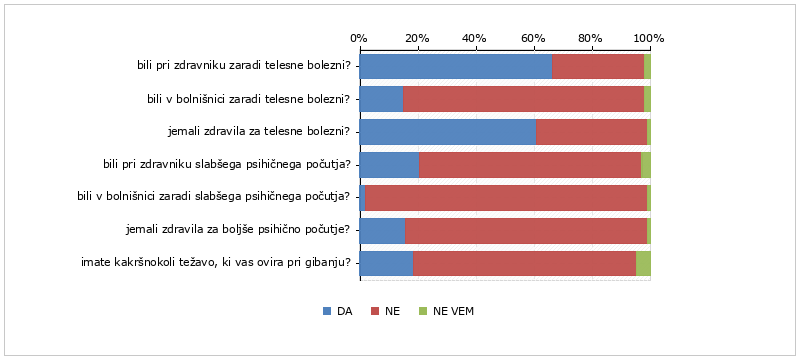 0% 20% 40% 60% 80% 100%
bili pri zdravniku zaradi telesne bolezni?
bili v bolnišnici zaradi telesne bolezni?
jemali zdravila za telesne bolezni?
bili pri zdravniku slabšega psihičnega počutja?
bili v bolnišnici zaradi slabšega psihičnega počutja?
jemali zdravila za boljše psihično počutje?
imate kakršnokoli težavo, ki vas ovira pri gibanju?
DA NE NE VEM